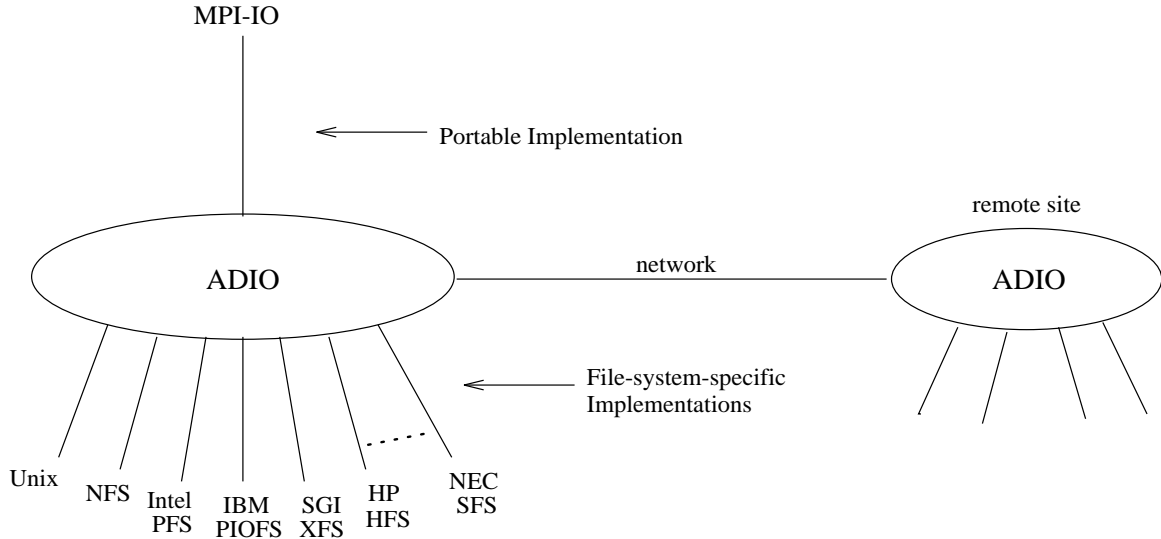 MPI-IO
Portable Implementation
remote site
ADIO
network
ADIO
File-system-specific
Implementations
Unix
NFS
Intel
PFS
IBM
PIOFS
SGI
XFS
HP
HFS
NEC
SFS